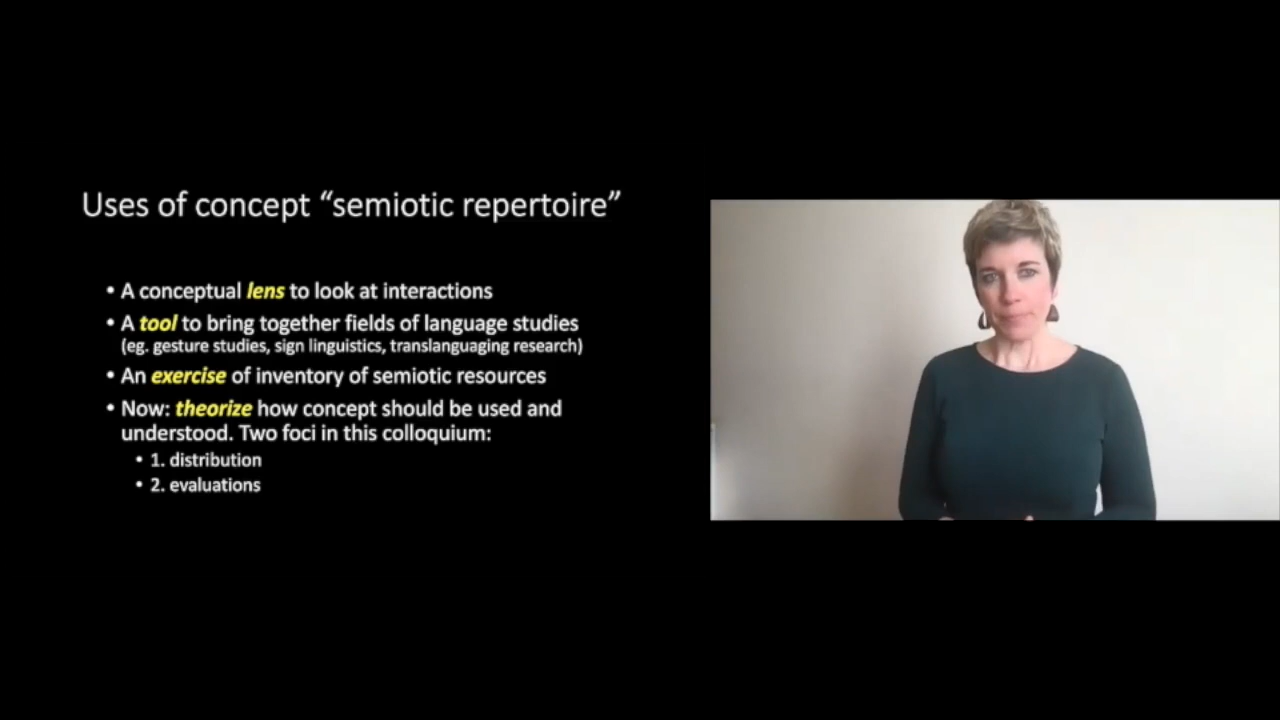 Uses of concept “semiotic repertoire”
• A conceptual lens to look at interactions
• A tool to bring together fields of language studies
(eg. gesture studies, sign linguistics, translanguaging research)
• An exercise of inventory of semiotic resources
• Now: theorize how concept should be used and
understood. Two foci in this colloquium:
• 1. distribution
• 2. evaluations